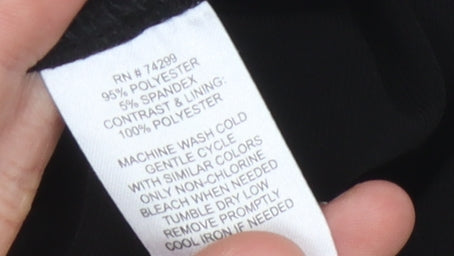 RN # 74299
95% POLYESTER
5% SPANDEX
CONTRAST & LINING:
100% POLYESTER
MACHINE WASH COLD
GENTLE CYCLE
WITH SIMILAR COLORS
ONLY NON-CHLORINE
BLEACH WHEN NEEDED
TUMBLE DRY LOW
REMOVE PROMPTLY
COOL IRON IF NEEDED